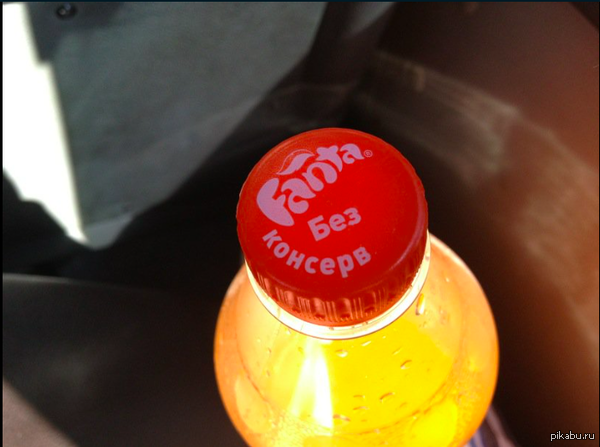 Fanta®
Без
консерв
pikabu.ru